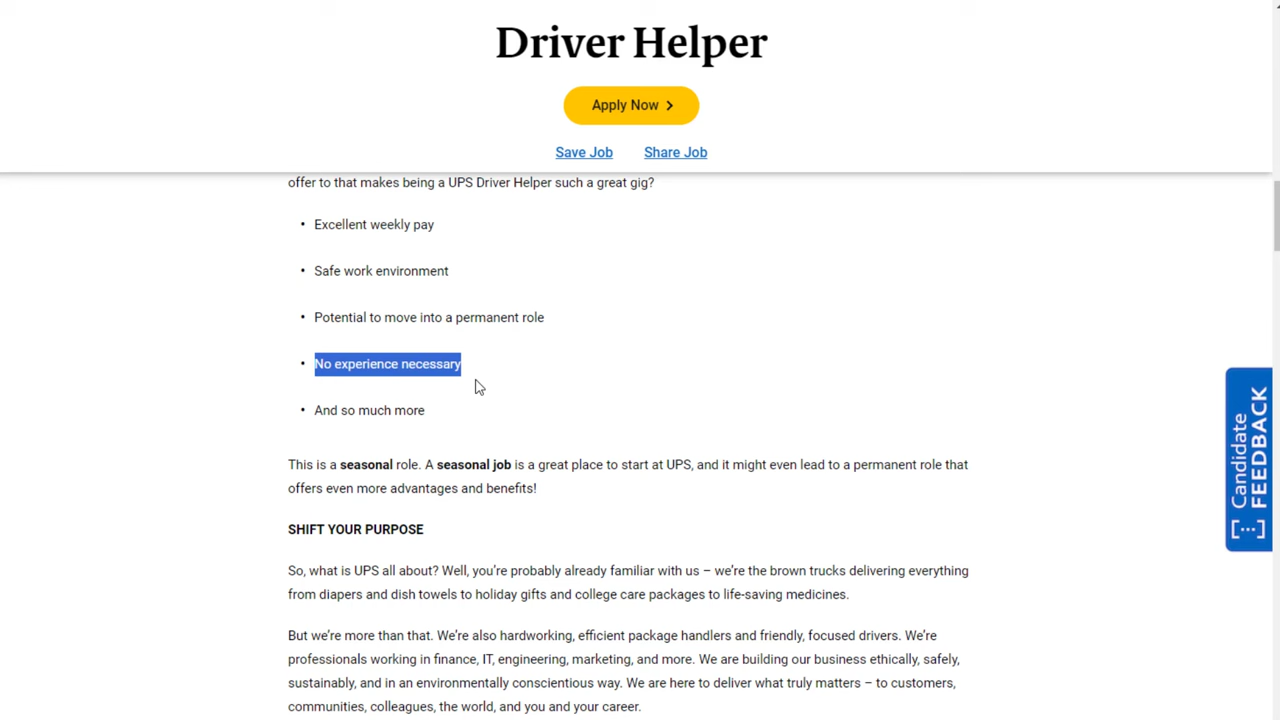 Driver Helper
Apply Now
Save Job Share Job
offer to that makes being a UPS Driver Helper such a great gig?
• Excellent weekly pay
• Safe work environment
• Potential to move into a permanent role
• No experience necessary
• And so much more
This is a seasonal role. A seasonal job is a great place to start at UPS, and it might even lead to a permanent role that
offers even more advantages and benefits!
SHIFT YOUR PURPOSE
So, what is UPS all about? Well, you’re probably already familiar with us – we’re the brown trucks delivering everything
from diapers and dish towels to holiday gifts and college care packages to life-saving medicines.
But we’re more than that. We’re also hardworking, efficient package handlers and friendly, focused drivers. We’re
professionals working in finance, IT, engineering, marketing, and more. We are building our business ethically, safely,
sustainably, and in an environmentally conscientious way. We are here to deliver what truly matters – to customers,
communities, colleagues, the world, and you and your career.
Candidate
FEEDBACK